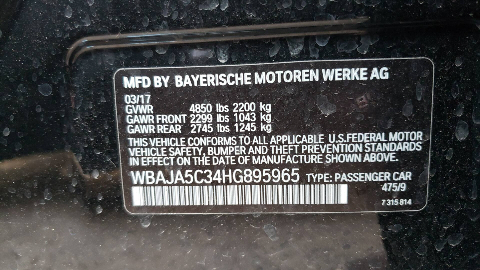 MFD BY BAYERISCHE MOTOREN WERKE AG
03/17
GVWR 4850 lbs 2200 kg
GAWR FRONT 2299 lbs 1043 kg
GAWR REAR 2745 lbs 1245 kg
THIS VEHICLE CONFORMS TO ALL APPLICABLE U.S.FEDERAL MOTOR
VEHICLE SAFETY, BUMPER AND THEFT PREVENTION STANDARDS
IN EFFECT ON THE DATE OF MANUFACTURE SHOWN ABOVE.
WBAJA5C34HG895965 TYPE: PASSENGER CAR
475/9
7 315 814